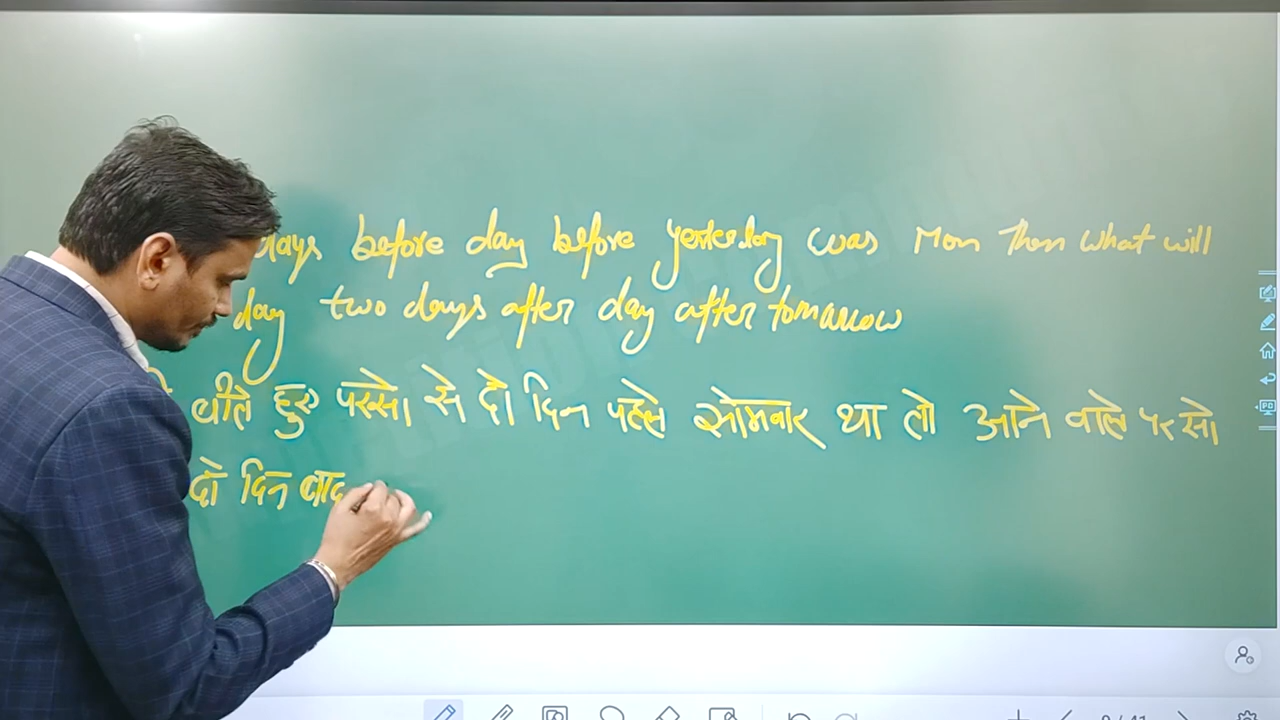 days before day before yesterday was Mon then what will
day two days after day after tomorrow
बीते हुए परसो से दो दिन पहले सोमवार था तो आने वाले परसो
दो दिन बाद